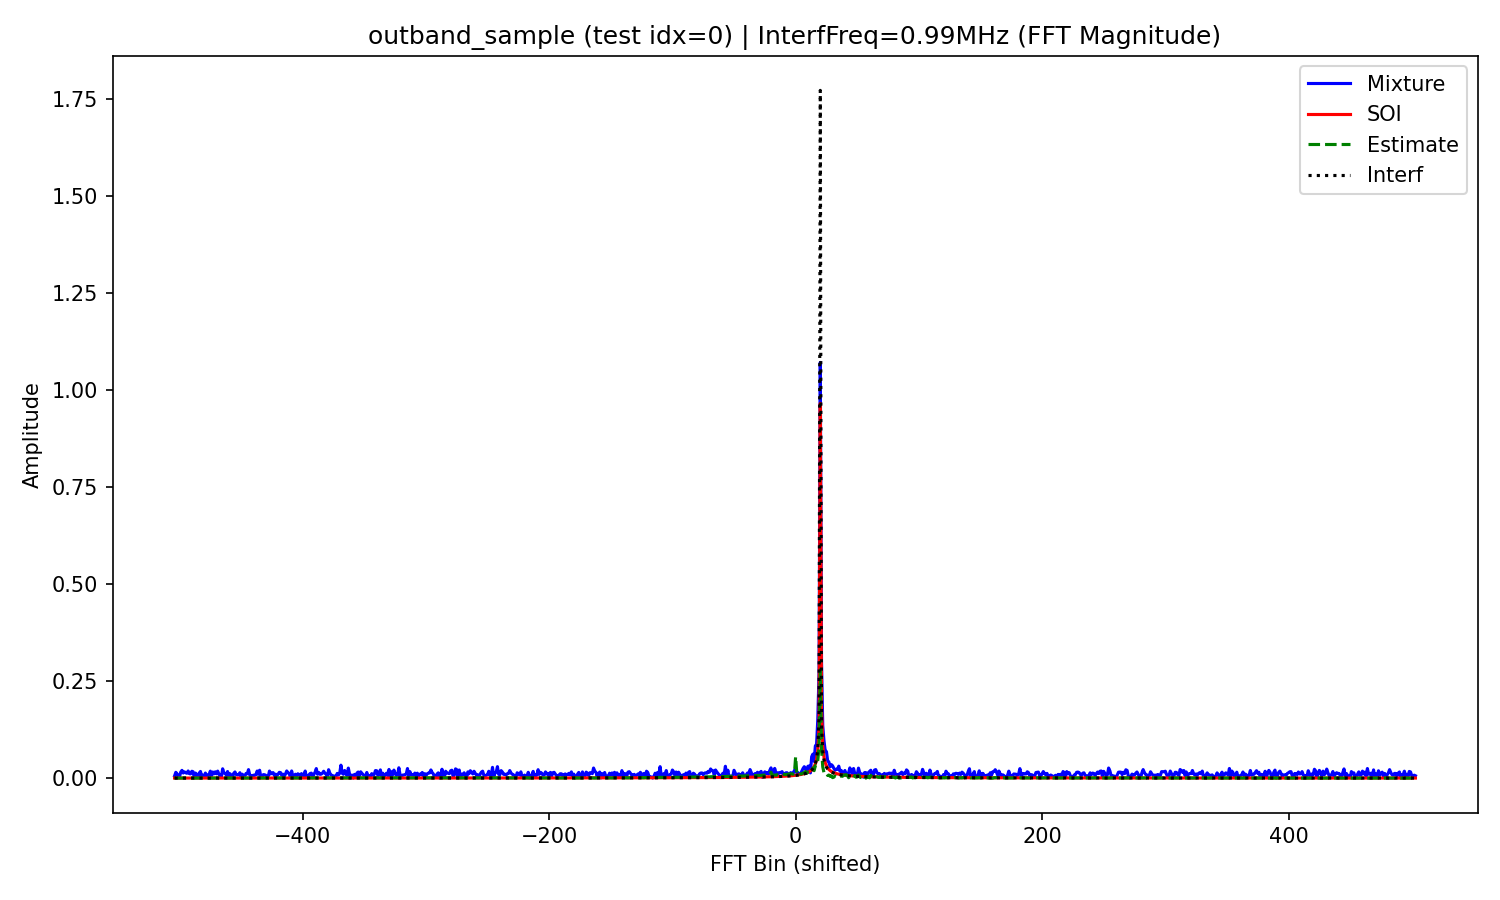 outband_sample (test idx=0) | InterfFreq=0.99MHz (FFT Magnitude)
Mixture
SOI
Estimate
Interf
1.75
1.50
1.25
1.00
0.75
0.50
0.25
0.00
Amplitude
−400
−200
0
200
400
FFT Bin (shifted)